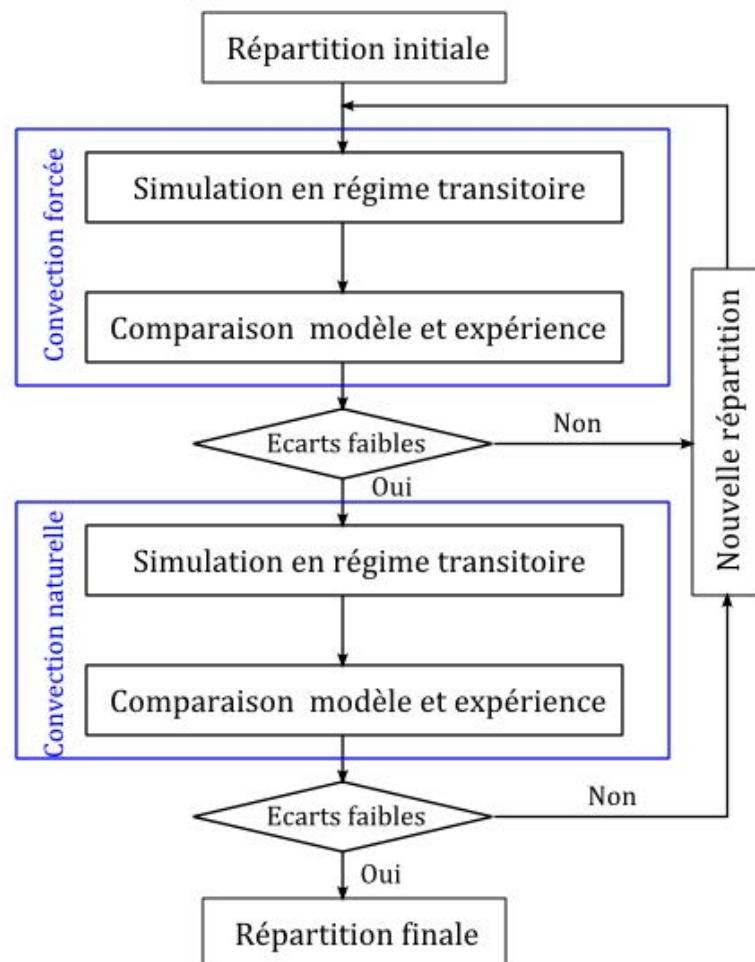 Répartition initiale
Convection forcée
Simulation en régime transitoire
Comparaison modèle et expérience
Ecarts faibles
Non
Oui
Nouvelle répartition
Convection naturelle
Simulation en régime transitoire
Comparaison modèle et expérience
Ecarts faibles
Non
Oui
Répartition finale